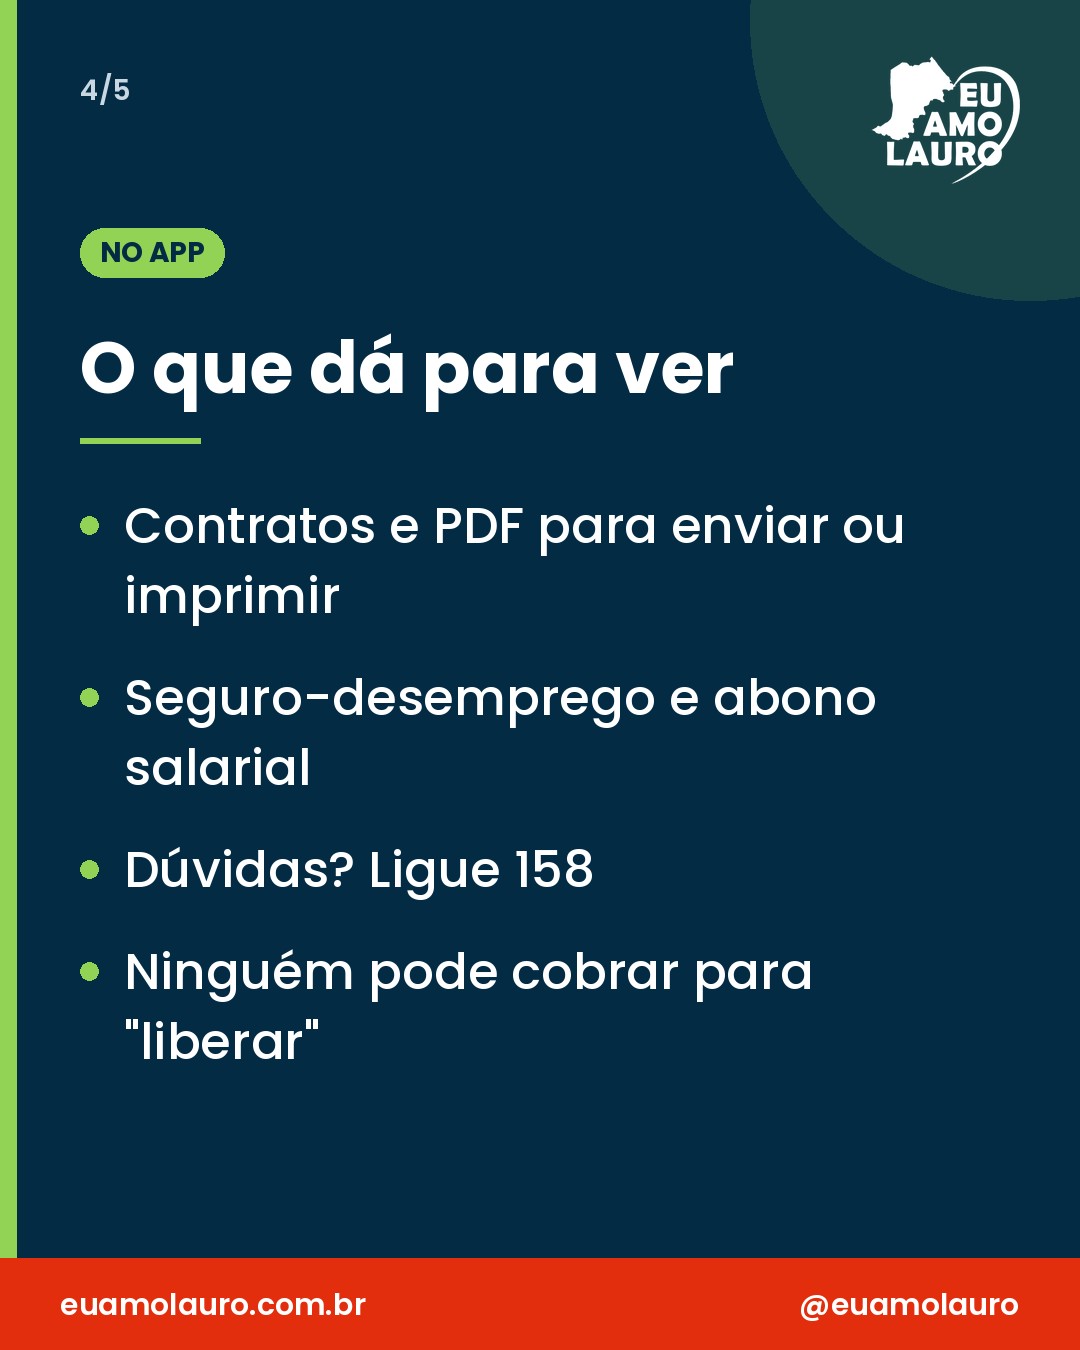 4/5
EU
AMO
LAURO
NO APP
O que dá para ver
Contratos e PDF para enviar ou
imprimir
Seguro-desemprego e abono
salarial
Dúvidas? Ligue 158
Ninguém pode cobrar para
"liberar"
euamolauro.com.br
@euamolauro